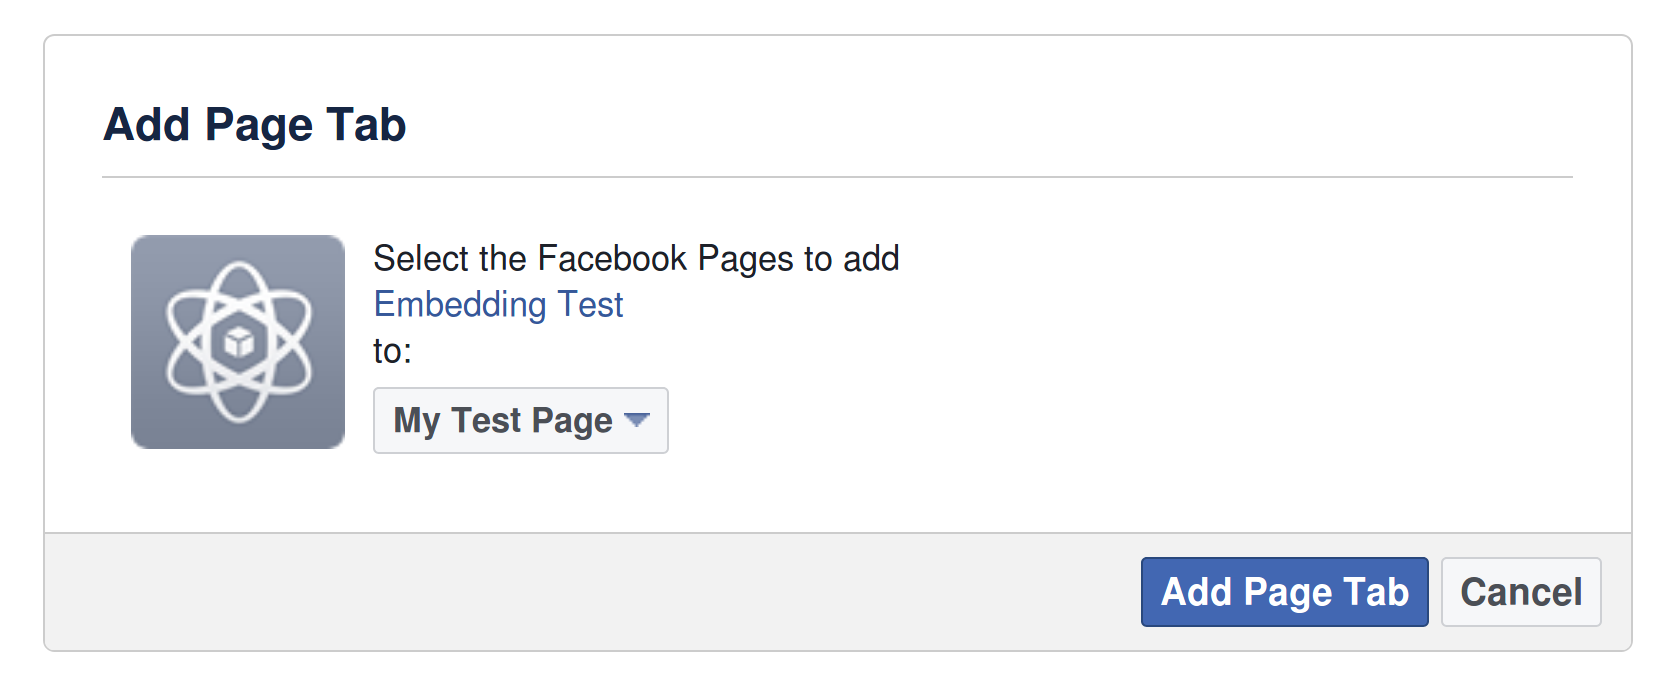 Add Page Tab
Select the Facebook Pages to add
Embedding Test
to:
My Test Page
Add Page Tab
Cancel